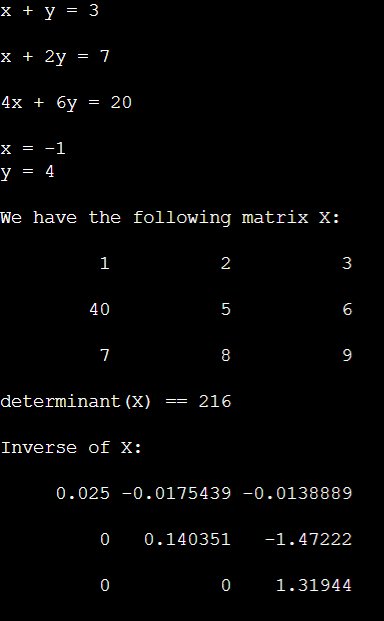 x + y = 3
x + 2y = 7
4x + 6y = 20
x = -1
y = 4
We have the following matrix X:
1 2 3
40 5 6
7 8 9
determinant(X) == 216
Inverse of X:
0.025 -0.0175439 -0.0138889
0 0.140351 -1.47222
0 0 1.31944